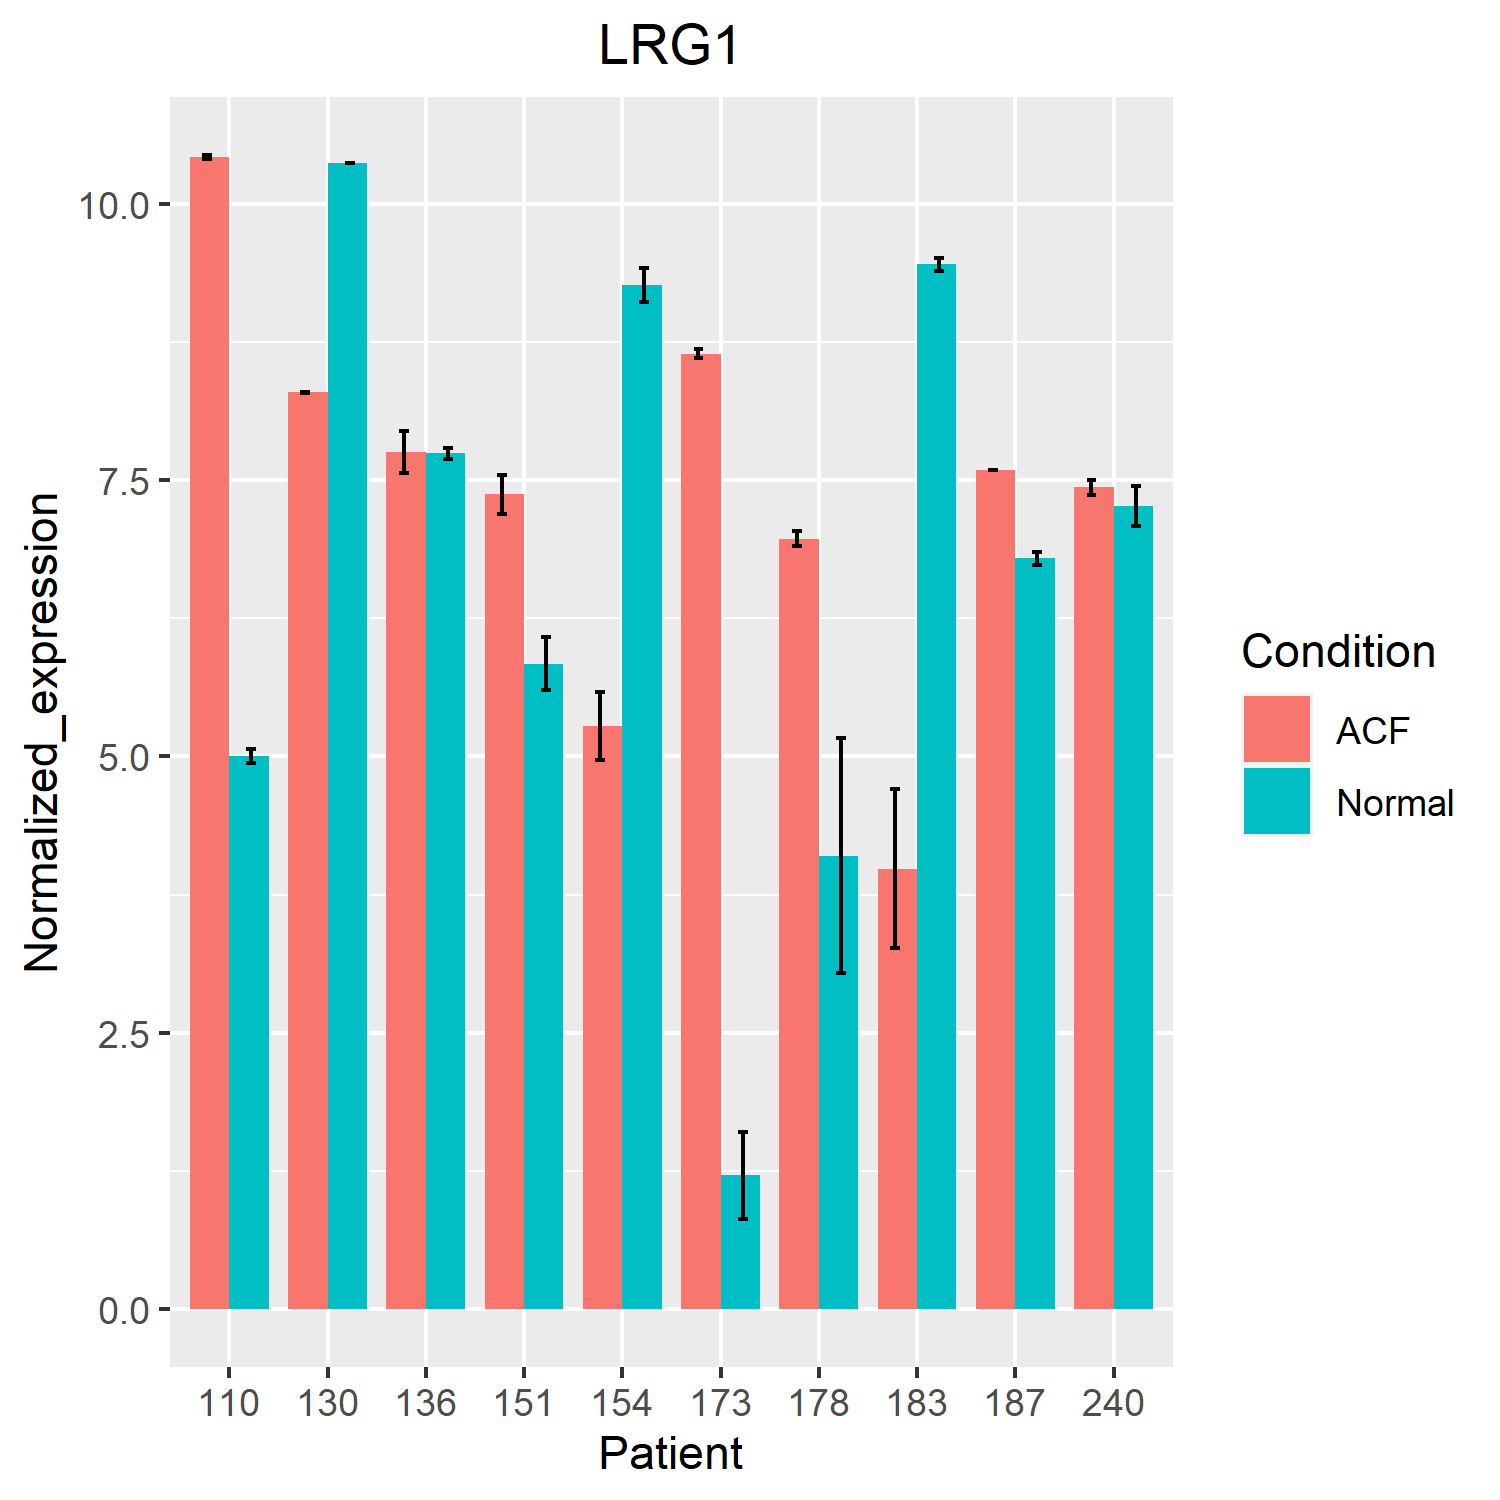 LRG1
Normalized_expression
10.0
7.5
5.0
2.5
0.0
110 130 136 151 154 173 178 183 187 240
Patient
Condition
ACF
Normal